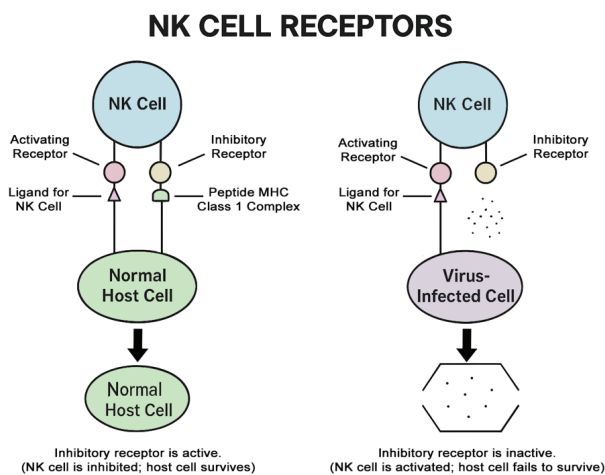 NK CELL RECEPTORS
NK Cell
Activating
Receptor
Inhibitory
Receptor
Ligand for
NK Cell
Peptide MHC
Class 1 Complex
Normal
Host Cell
Normal
Host Cell
Inhibitory receptor is active.
(NK cell is inhibited; host cell survives)
NK Cell
Activating
Receptor
Inhibitory
Receptor
Ligand for
NK Cell
Virus-
Infected Cell
Inhibitory receptor is inactive.
(NK cell is activated; host cell fails to survive)